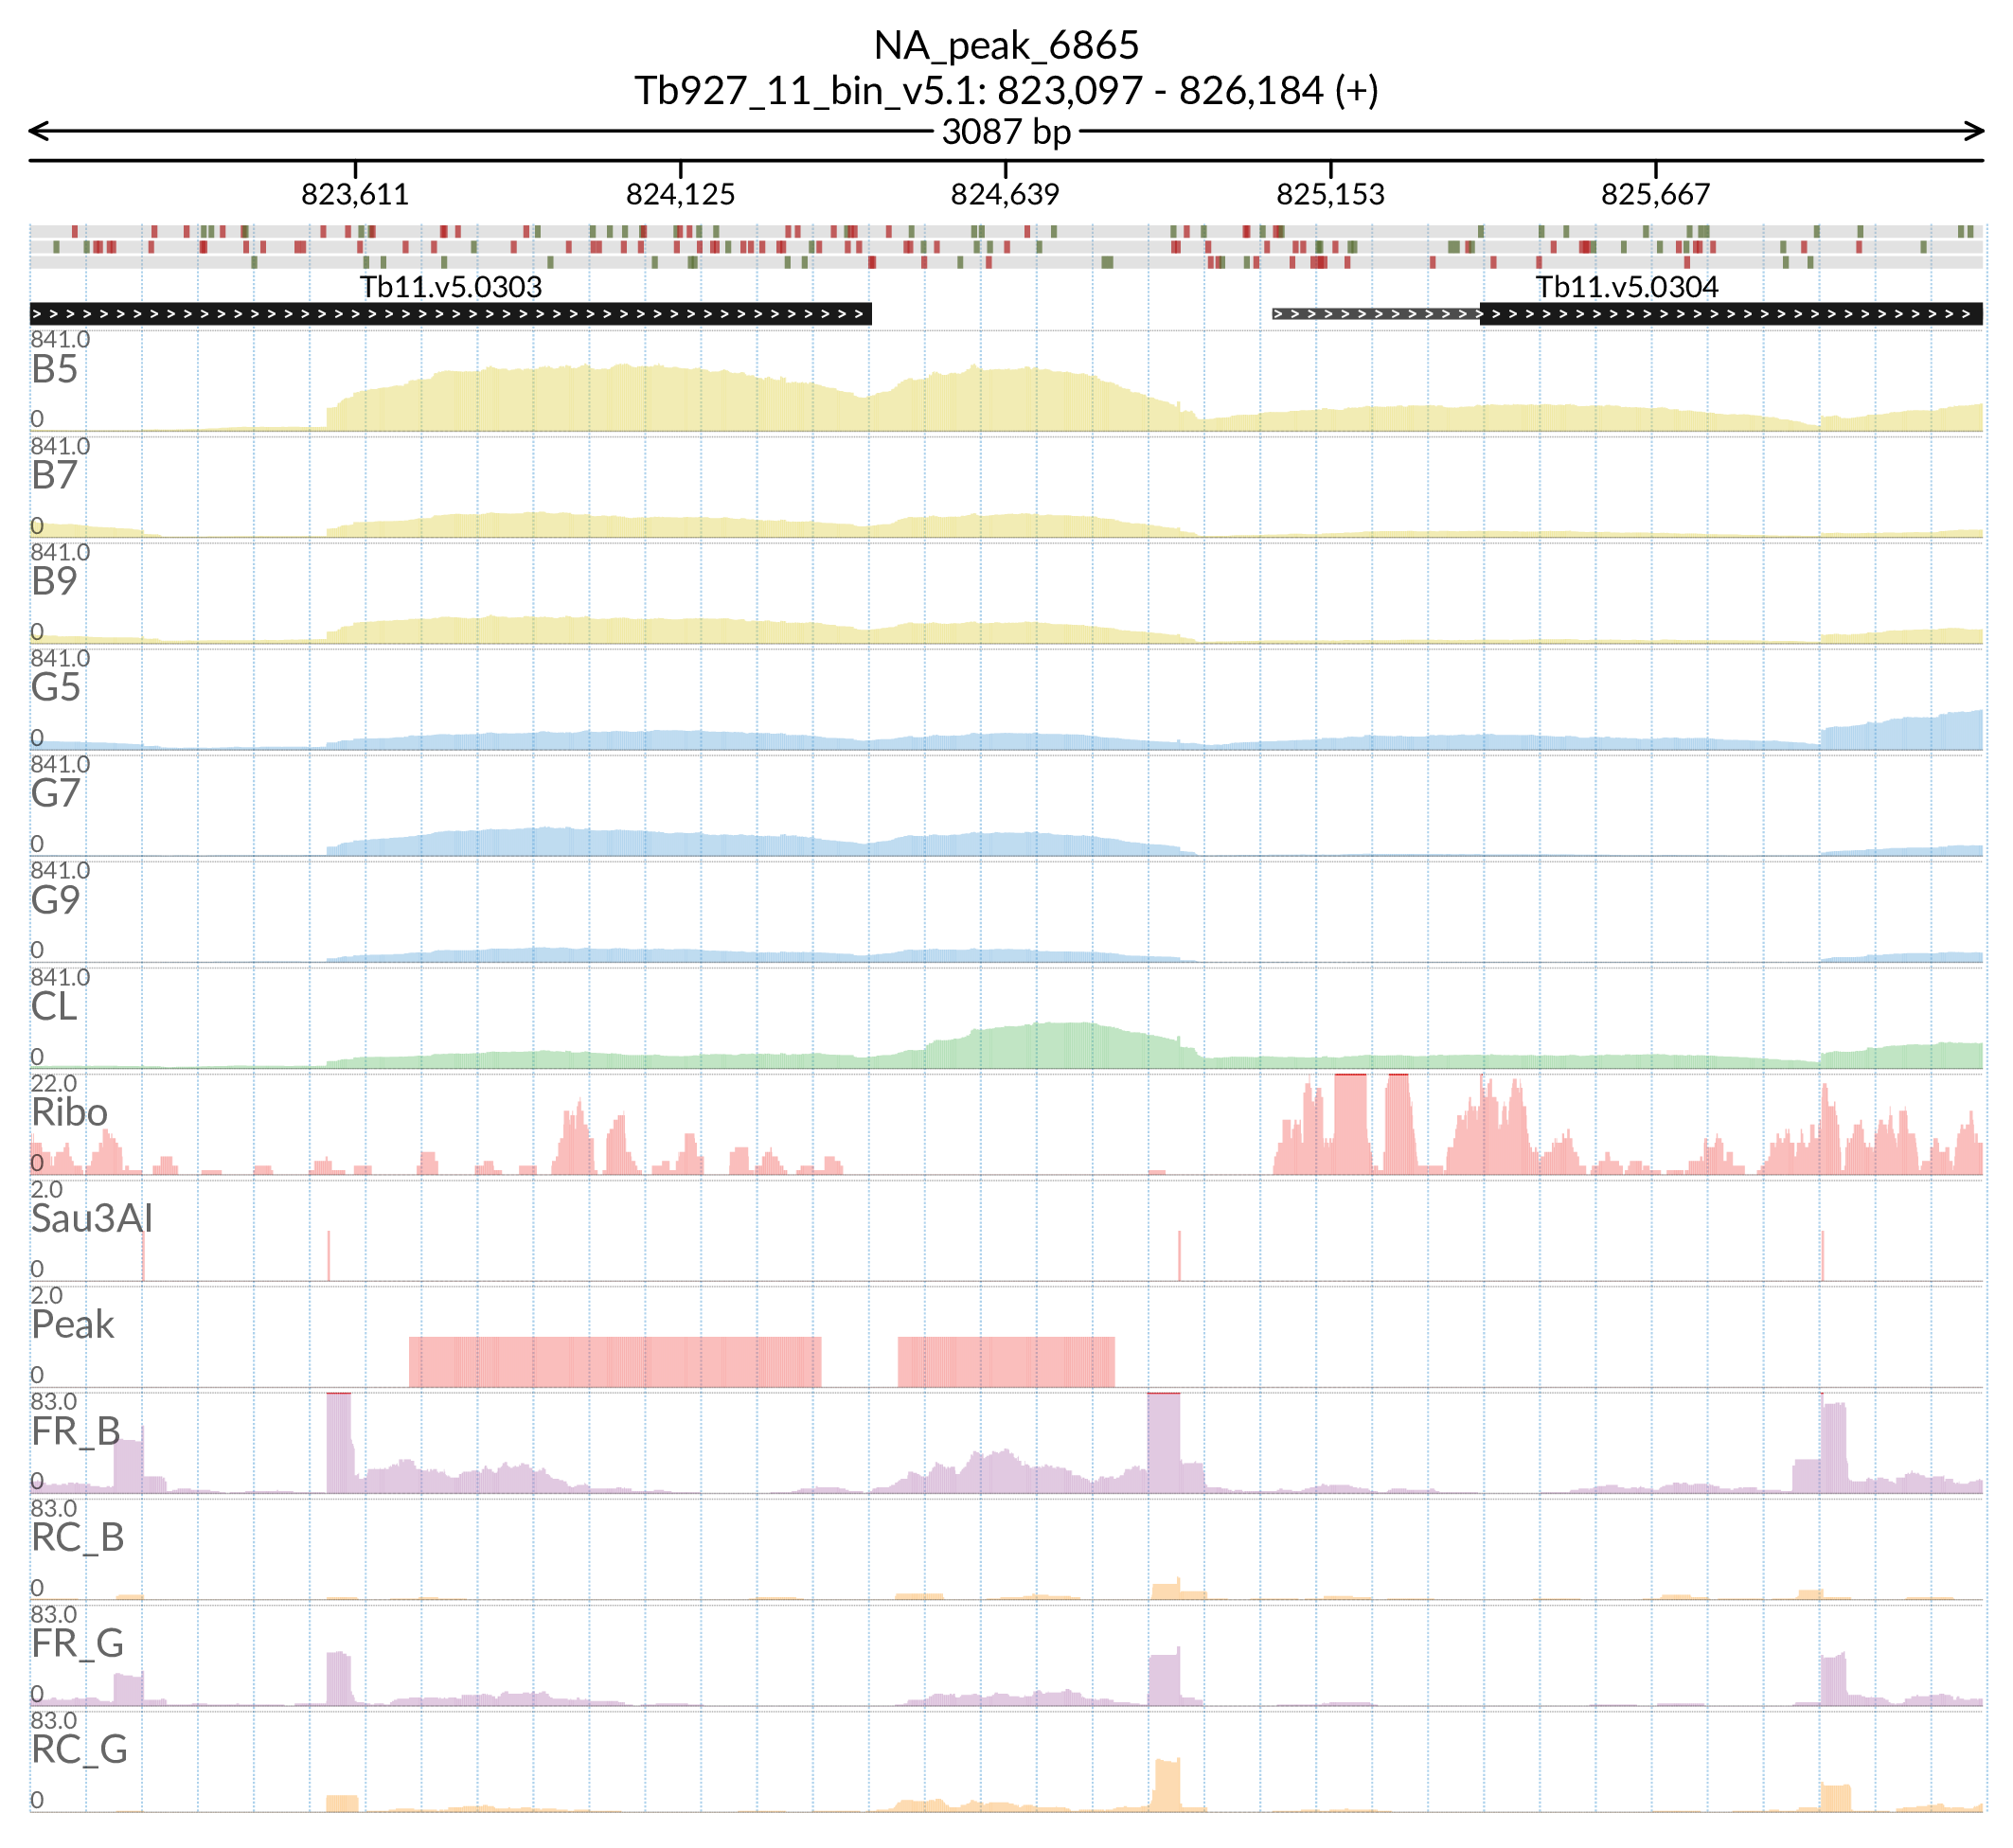 NA_peak_6865
Tb927_11_bin_v5.1: 823,097 - 826,184 (+)
3087 bp
823,611 824,125 824,639 825,153 825,667
Tb11.v5.0303 Tb11.v5.0304
841.0
B5
0
841.0
B7
0
841.0
B9
0
841.0
G5
0
841.0
G7
0
841.0
G9
0
841.0
CL
0
22.0
Ribo
0
2.0
Sau3AI
0
2.0
Peak
0
83.0
FR_B
0
83.0
RC_B
0
83.0
FR_G
0
83.0
RC_G
0